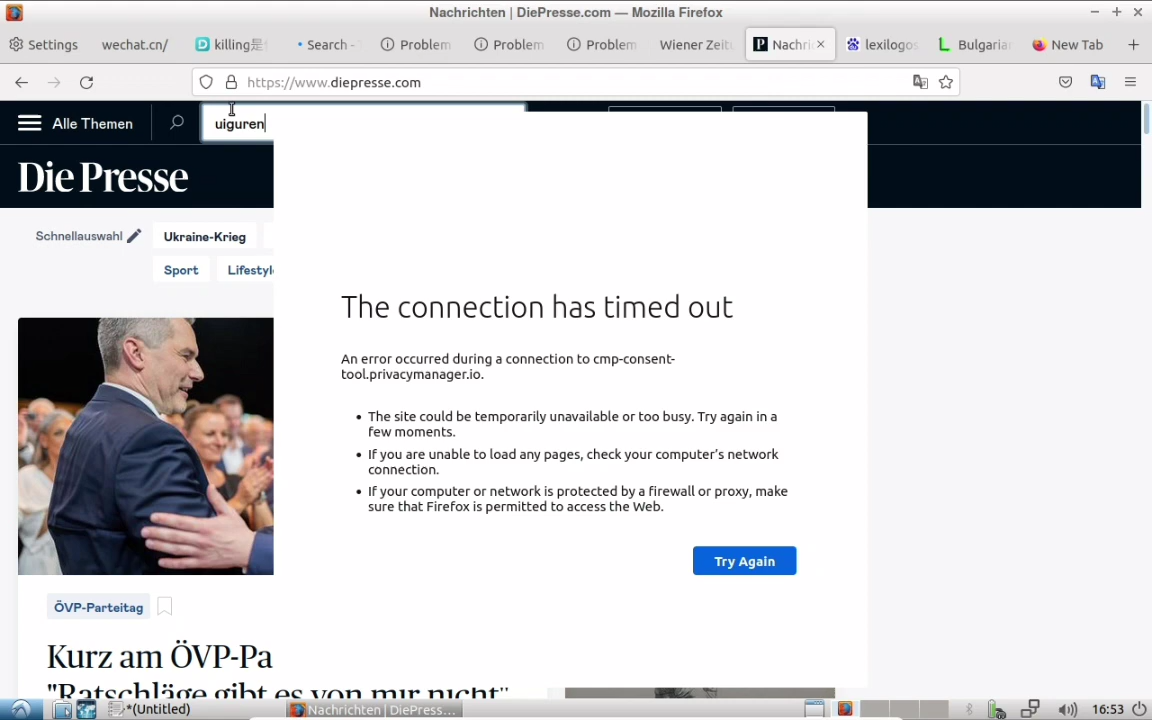 Nachrichten | DiePresse.com — Mozilla Firefox
Settings
wechat.cn/
killing是
Search -
Problem
Problem
Problem
Wiener Zeit
Nachri
lexilogos
Bulgarian
New Tab
https://www.diepresse.com
Alle Themen
uiguren
Die Presse
Schnellauswahl
Ukraine-Krieg
Sport
Lifestyle
The connection has timed out
An error occurred during a connection to cmp-consent-
tool.privacymanager.io.
The site could be temporarily unavailable or too busy. Try again in a
few moments.
If you are unable to load any pages, check your computer's network
connection.
If your computer or network is protected by a firewall or proxy, make
sure that Firefox is permitted to access the Web.
Try Again
ÖVP-Parteitag
Kurz am ÖVP-Pa
"Ratschläge gibt es von mir nicht"
*(Untitled)
Nachrichten | DiePress...
16:53